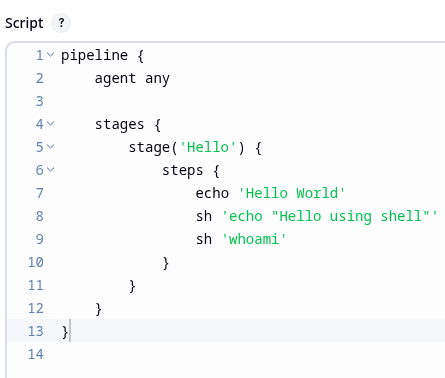 Script ?
1 pipeline {
2     agent any
3
4     stages {
5         stage('Hello') {
6             steps {
7                 echo 'Hello World'
8                 sh 'echo "Hello using shell"'
9                 sh 'whoami'
10             }
11         }
12     }
13 }
14